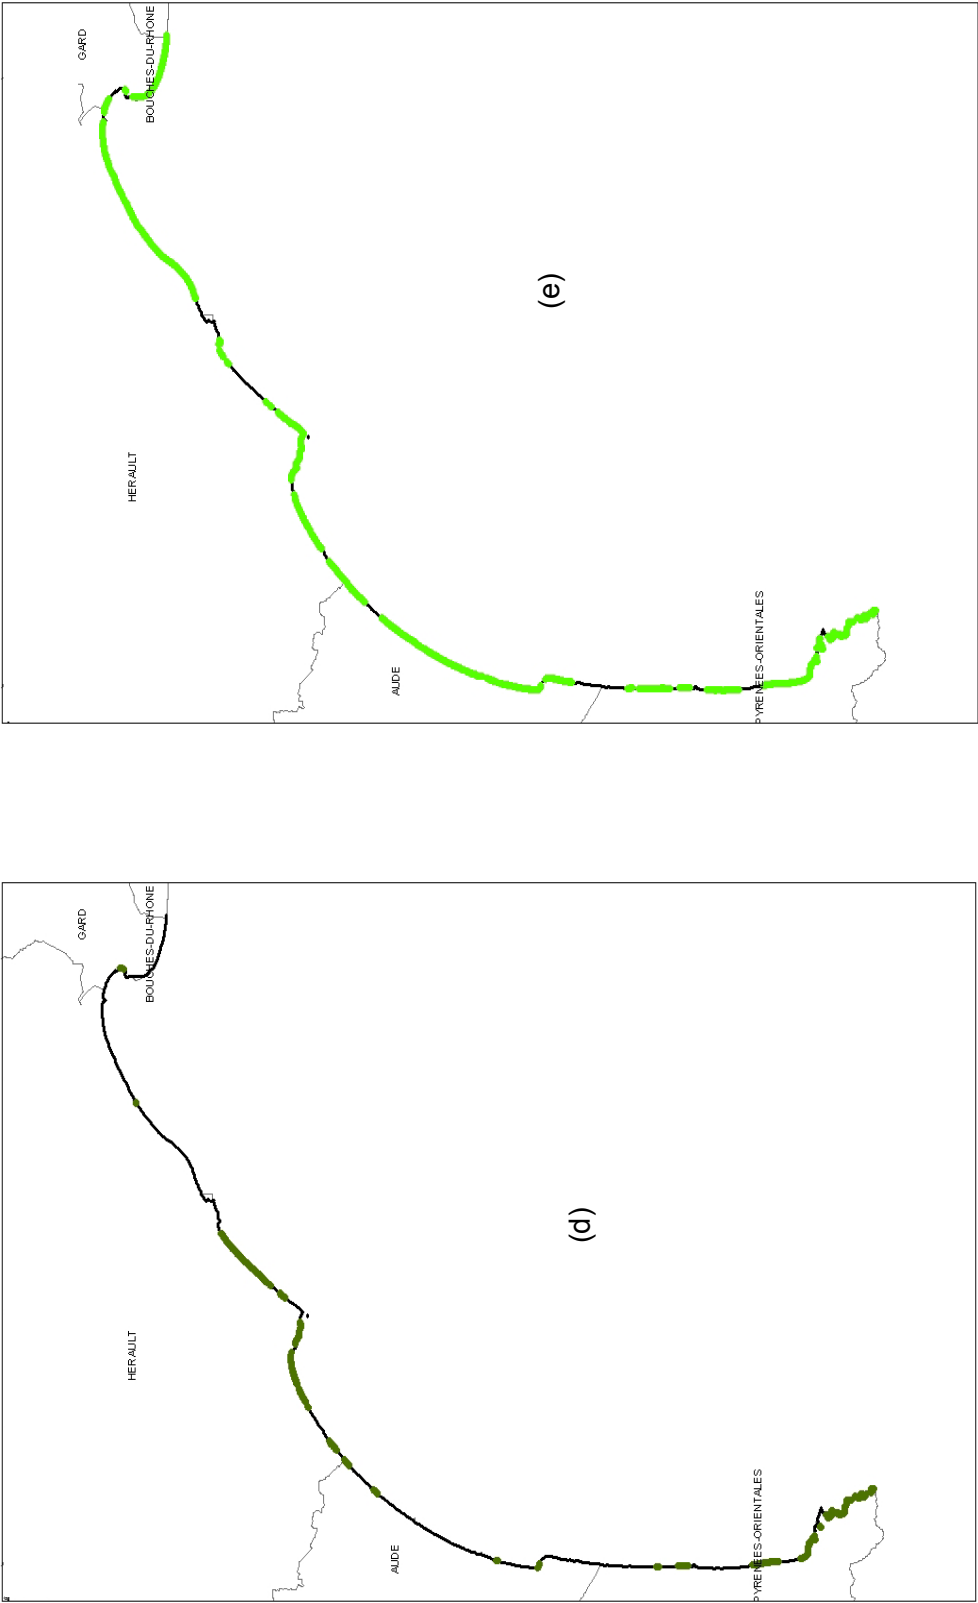 GARD
HERAULT
BOUCHES-DU-RHONE
AUDE
(d)
PYRENEES-ORIENTALES
GARD
HERAULT
BOUCHES-DU-RHONE
AUDE
(e)
PYRENEES-ORIENTALES